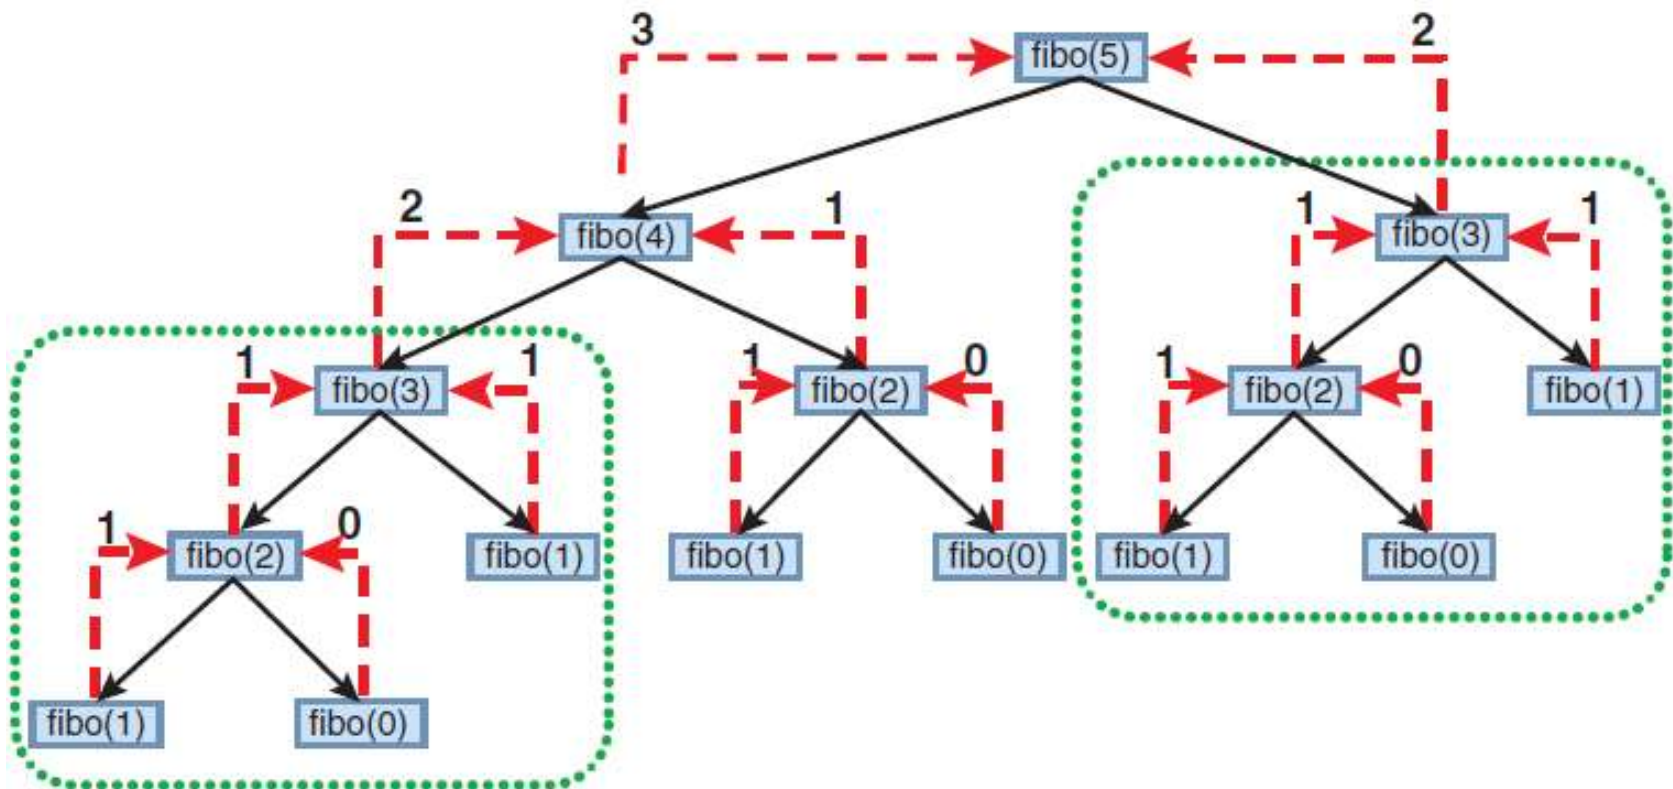 3
2
fibo(5)
2
1
1
1
fibo(4)
fibo(3)
1
1
1
0
1
0
fibo(3)
fibo(2)
fibo(2)
fibo(1)
1
0
fibo(2)
fibo(1)
fibo(1)
fibo(0)
fibo(1)
fibo(0)
fibo(1)
fibo(0)